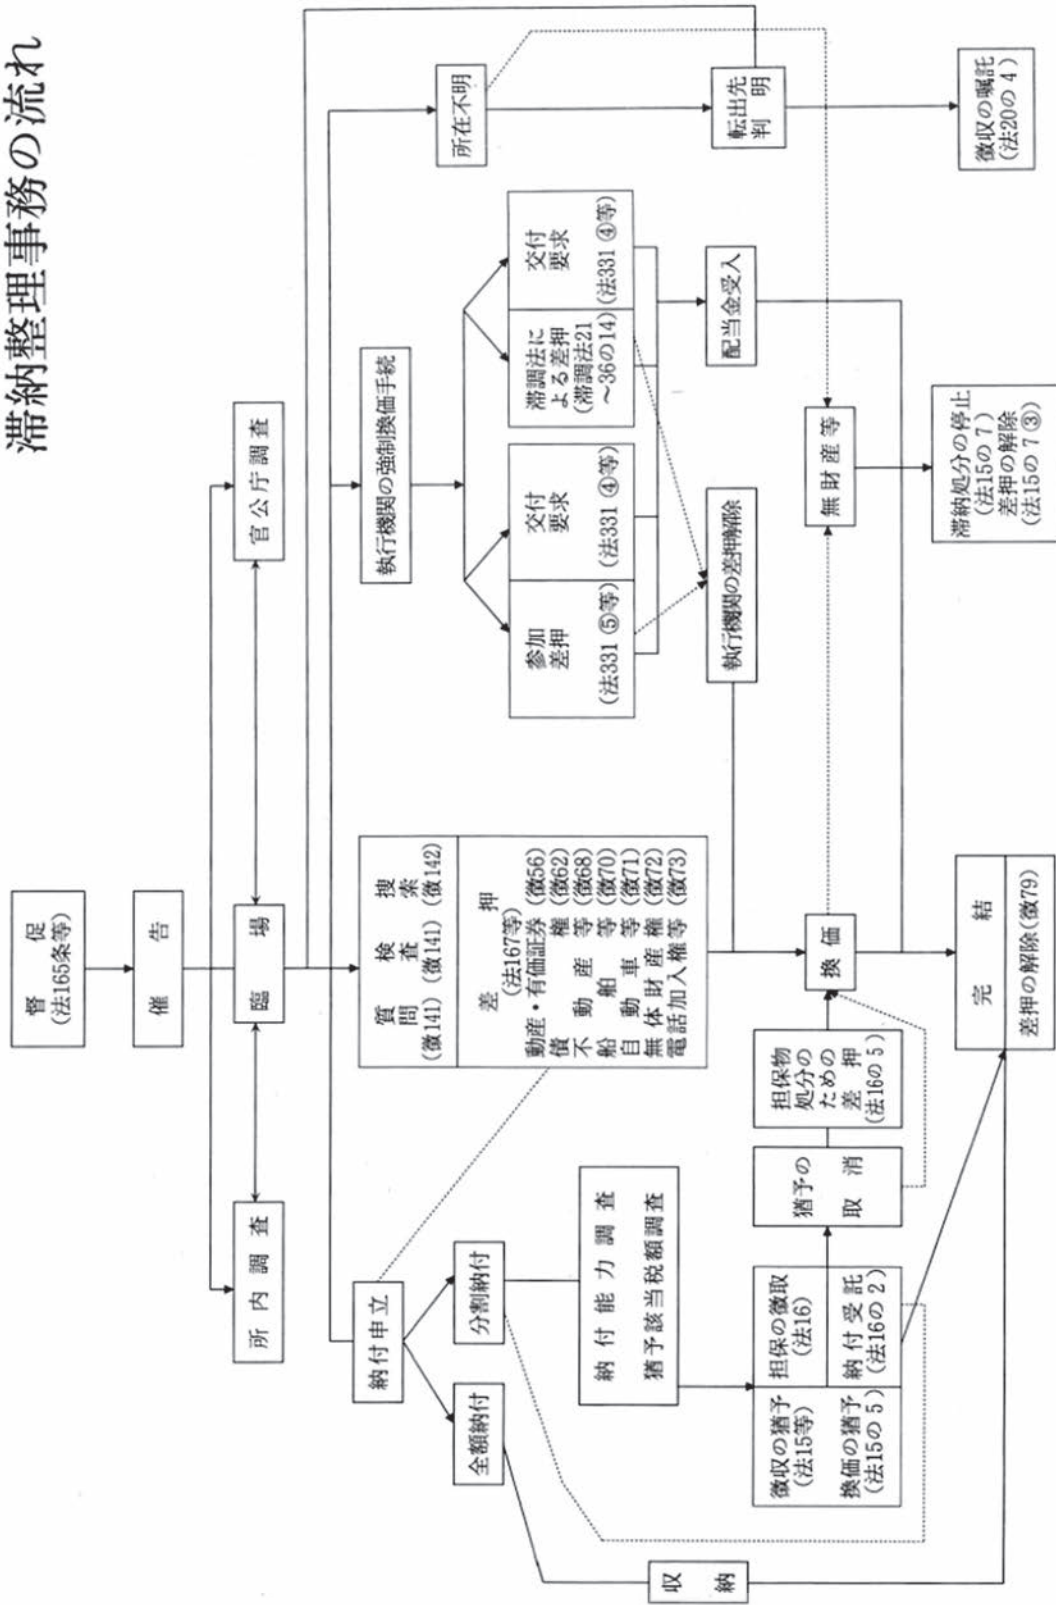 滞納整理事務の流れ
督促
(法165条等)
催告
所内調査
臨場
官公庁調査
納付申立
質問 検査 捜索
(徴141) (徴141) (徴142)
差押
(法167等)
動産・有価証券 (徴56)
債権 (徴62)
不動産等 (徴68)
船舶等 (徴70)
自動車等 (徴71)
無体財産権 (徴72)
電話加入権等 (徴73)
執行機関の強制換価手続
所在不明
全額納付
分割納付
参加
差押
(法331⑤等)
交付
要求
(法331④等)
滞調法に
よる差押
(滞調法21
～36の14)
交付
要求
(法331④等)
納付能力調査
猶予該当税額調査
執行機関の差押解除
配当金受入
転出先
判明
徴収の猶予
(法15等)
換価の猶予
(法15の5)
担保の徴取
(法16)
納付受託
(法16の2)
猶予の
取消
担保物
処分の
ための
差押
(法16の5)
換価
無財産等
収納
完結
差押の解除(徴79)
滞納処分の停止
(法15の7)
差押の解除
(法15の7③)
徴収の嘱託
(法20の4)